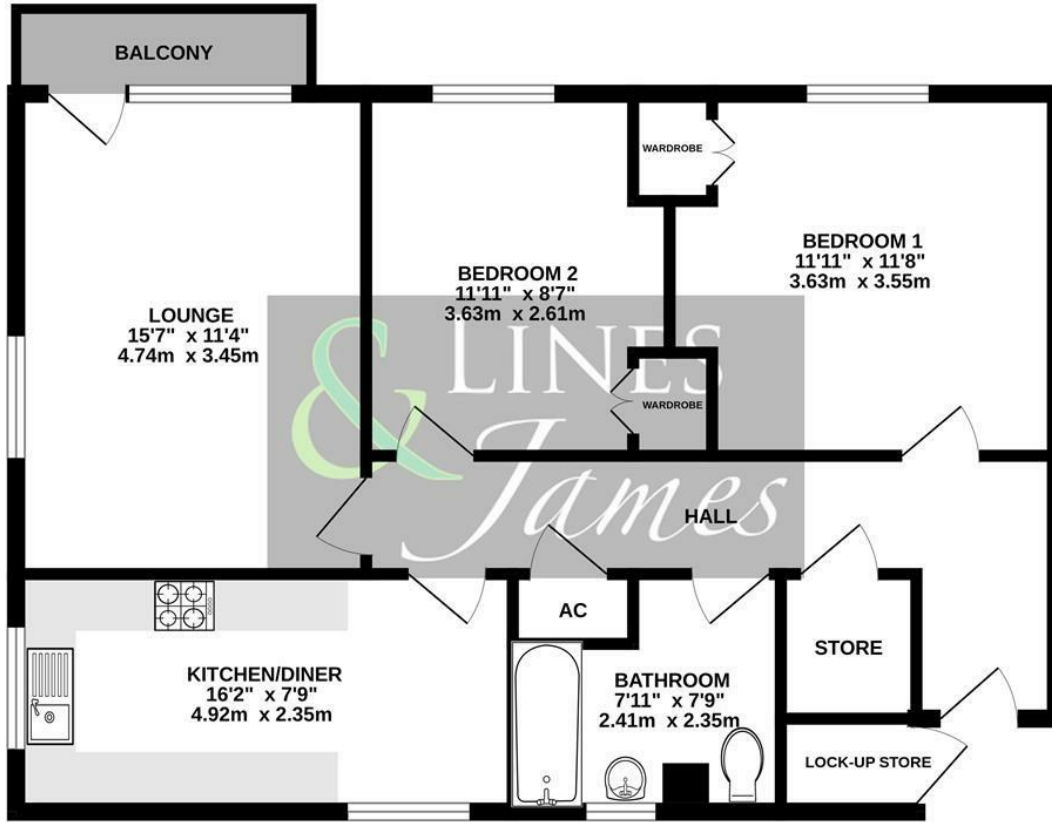 BALCONY
WARDROBE
BEDROOM 1
11'11" x 11'8"
3.63m x 3.55m
BEDROOM 2
11'11" x 8'7"
3.63m x 2.61m
LOUNGE
15'7" x 11'4"
4.74m x 3.45m
& LINES
James
WARDROBE
HALL
AC
STORE
KITCHEN/DINER
16'2" x 7'9"
4.92m x 2.35m
BATHROOM
7'11" x 7'9"
2.41m x 2.35m
LOCK-UP STORE